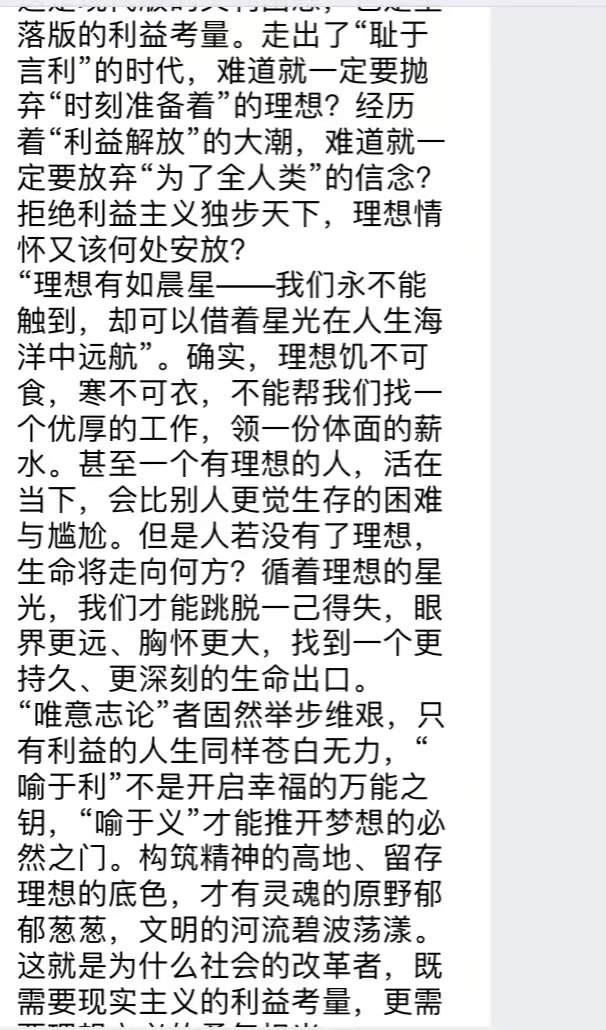 落版的利益考量。走出了“耻于
言利”的时代，难道就一定要抛
弃“时刻准备着”的理想？经历
着“利益解放”的大潮，难道就一
定要放弃“为了全人类”的信念？
拒绝利益主义独步天下，理想情
怀又该何处安放？
“理想有如晨星——我们永不能
触到，却可以借着星光在人生海
洋中远航”。确实，理想饥不可
食，寒不可衣，不能帮我们找一
个优厚的工作，领一份体面的薪
水。甚至一个有理想的人，活在
当下，会比别人更觉生存的困难
与尴尬。但是人若没有了理想，
生命将走向何方？循着理想的星
光，我们才能跳脱一己得失，眼
界更远、胸怀更大，找到一个更
持久、更深刻的生命出口。
“唯意志论”者固然举步维艰，只
有利益的人生同样苍白无力，“
喻于利”不是开启幸福的万能之
钥，“喻于义”才能推开梦想的必
然之门。构筑精神的高地、留存
理想的底色，才有灵魂的原野郁
郁葱葱，文明的河流碧波荡漾。
这就是为什么社会的改革者，既
需要现实主义的利益考量，更需